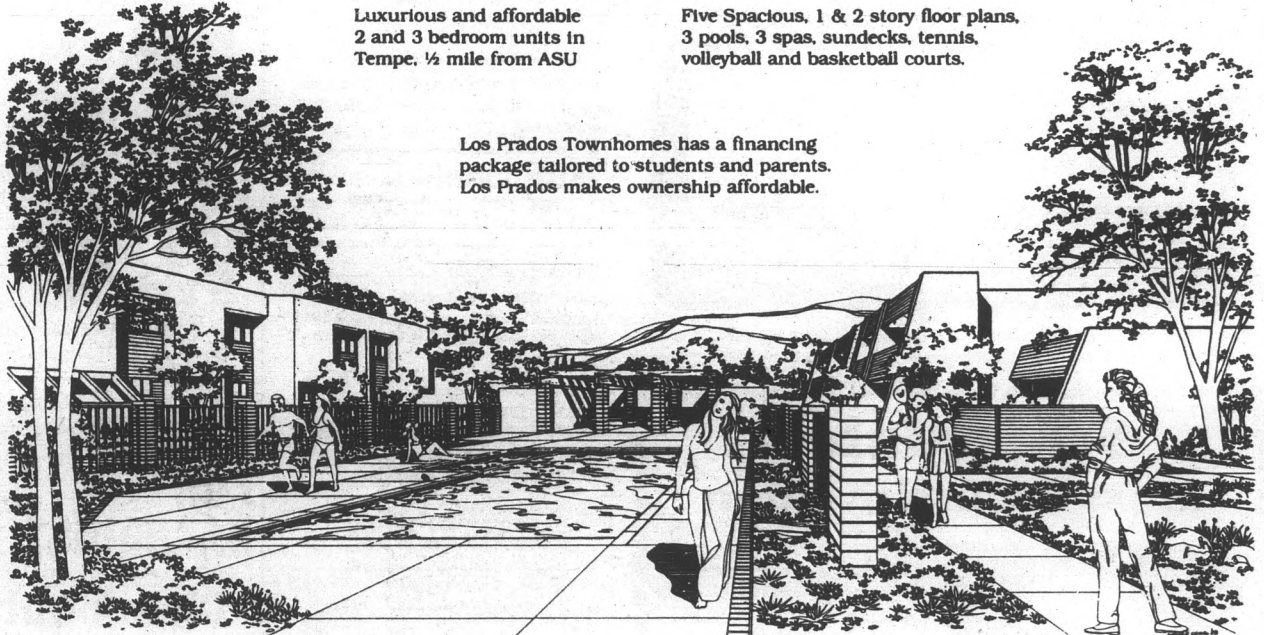 Luxurious and affordable
2 and 3 bedroom units in
Tempe, ½ mile from ASU
Five Spacious, 1 & 2 story floor plans,
3 pools, 3 spas, sundecks, tennis,
volleyball and basketball courts.
Los Prados Townhomes has a financing
package tailored to students and parents.
Los Prados makes ownership affordable.